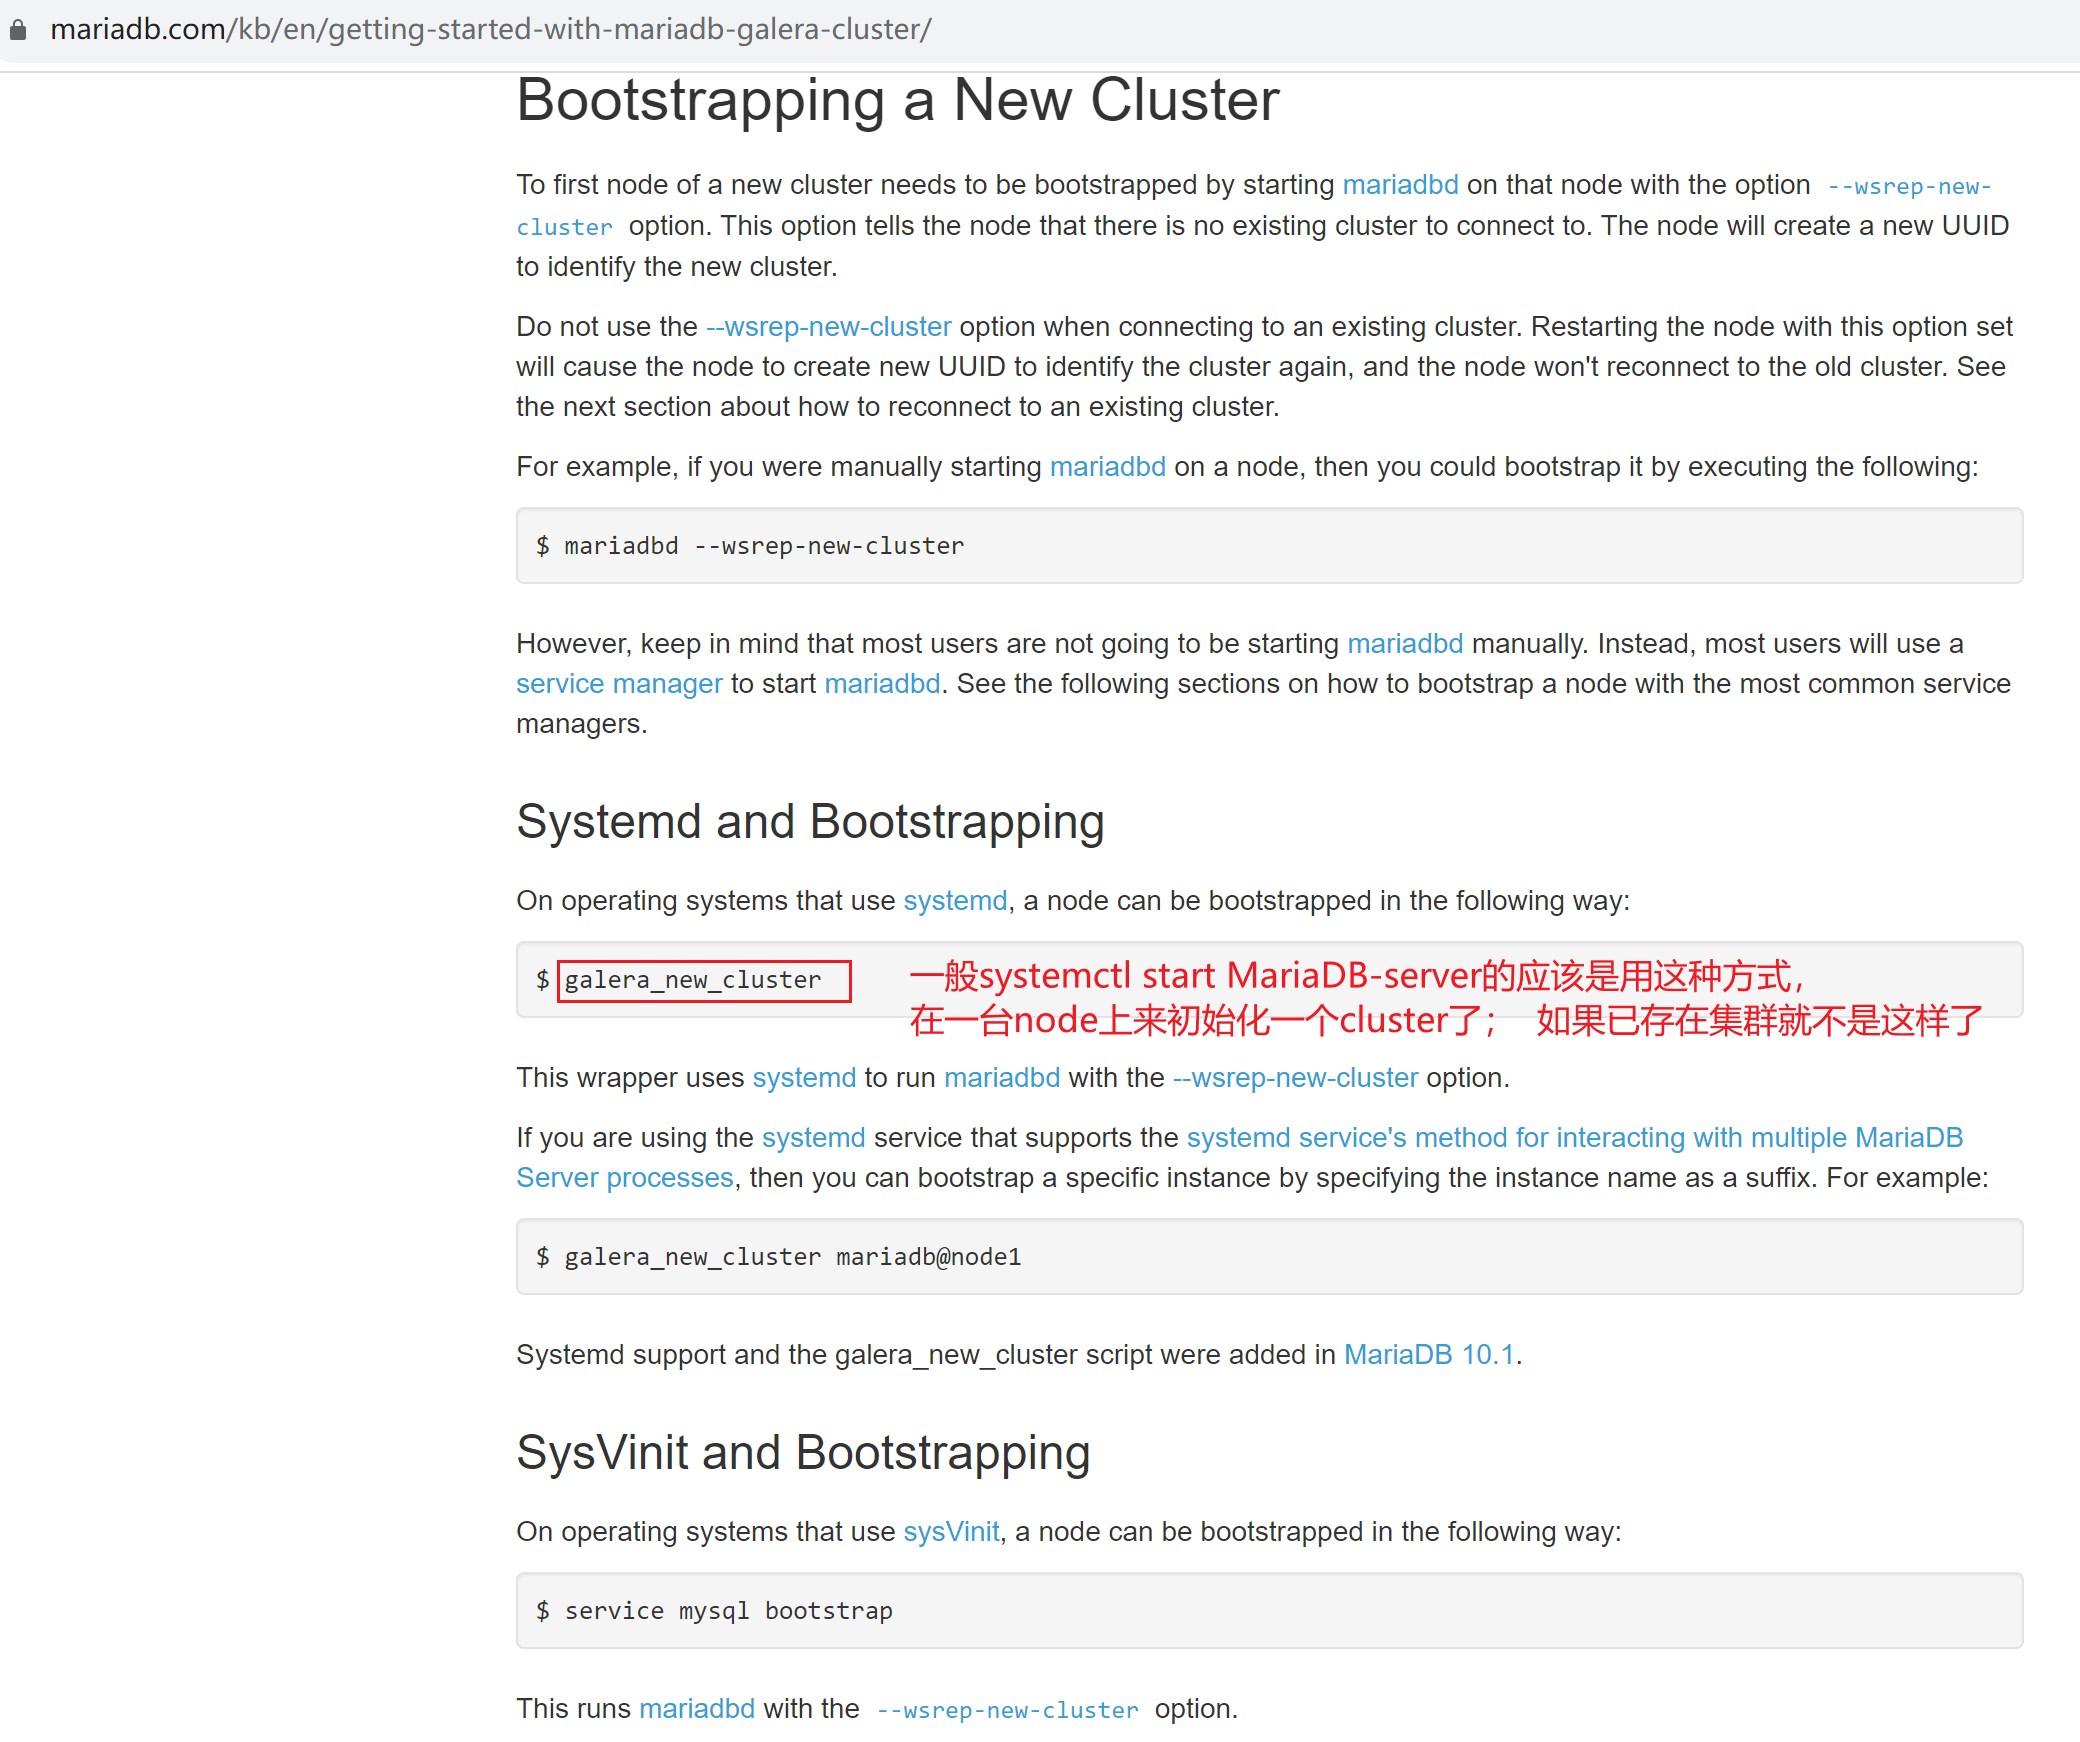 mariadb.com/kb/en/getting-started-with-mariadb-galera-cluster/
Bootstrapping a New Cluster
To first node of a new cluster needs to be bootstrapped by starting mariadbd on that node with the option --wsrep-new-
cluster option. This option tells the node that there is no existing cluster to connect to. The node will create a new UUID
to identify the new cluster.
Do not use the --wsrep-new-cluster option when connecting to an existing cluster. Restarting the node with this option set
will cause the node to create new UUID to identify the cluster again, and the node won't reconnect to the old cluster. See
the next section about how to reconnect to an existing cluster.
For example, if you were manually starting mariadbd on a node, then you could bootstrap it by executing the following:
$ mariadbd --wsrep-new-cluster
However, keep in mind that most users are not going to be starting mariadbd manually. Instead, most users will use a
service manager to start mariadbd. See the following sections on how to bootstrap a node with the most common service
managers.
Systemd and Bootstrapping
On operating systems that use systemd, a node can be bootstrapped in the following way:
$ galera_new_cluster
一般systemctl start MariaDB-server的应该是用这种方式，
在一台node上来初始化一个cluster了； 如果已存在集群就不是这样了
This wrapper uses systemd to run mariadbd with the --wsrep-new-cluster option.
If you are using the systemd service that supports the systemd service's method for interacting with multiple MariaDB
Server processes, then you can bootstrap a specific instance by specifying the instance name as a suffix. For example:
$ galera_new_cluster mariadb@node1
Systemd support and the galera_new_cluster script were added in MariaDB 10.1.
SysVinit and Bootstrapping
On operating systems that use sysVinit, a node can be bootstrapped in the following way:
$ service mysql bootstrap
This runs mariadbd with the --wsrep-new-cluster option.